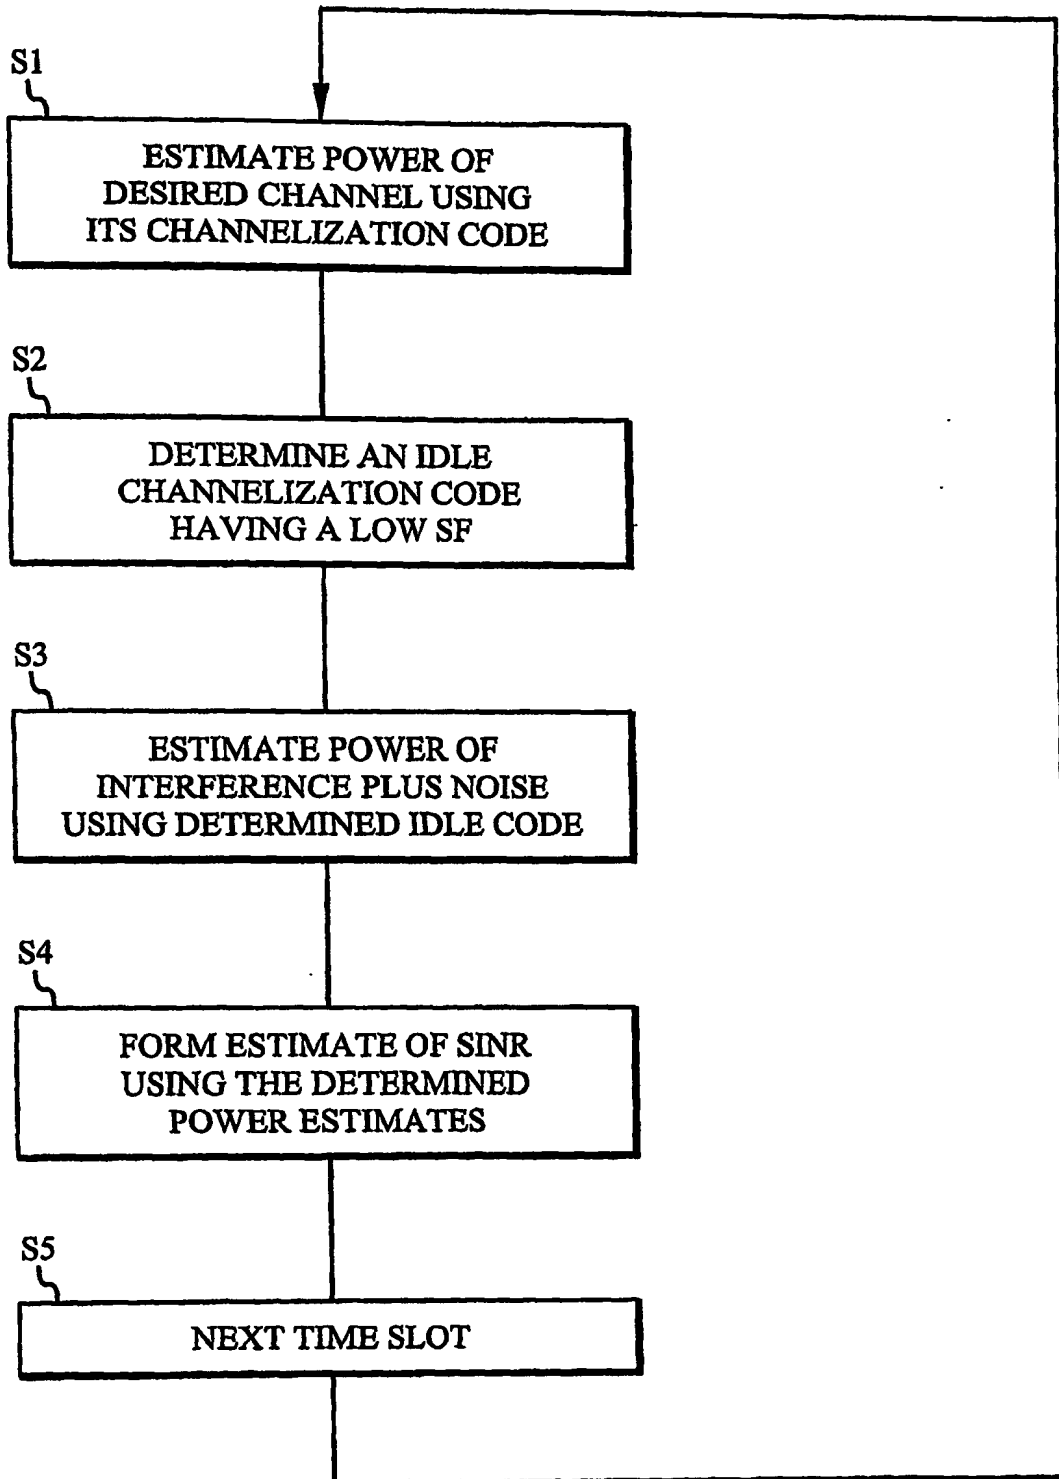 S1
ESTIMATE POWER OF
DESIRED CHANNEL USING
ITS CHANNELIZATION CODE
S2
DETERMINE AN IDLE
CHANNELIZATION CODE
HAVING A LOW SF
S3
ESTIMATE POWER OF
INTERFERENCE PLUS NOISE
USING DETERMINED IDLE CODE
S4
FORM ESTIMATE OF SINR
USING THE DETERMINED
POWER ESTIMATES
S5
NEXT TIME SLOT